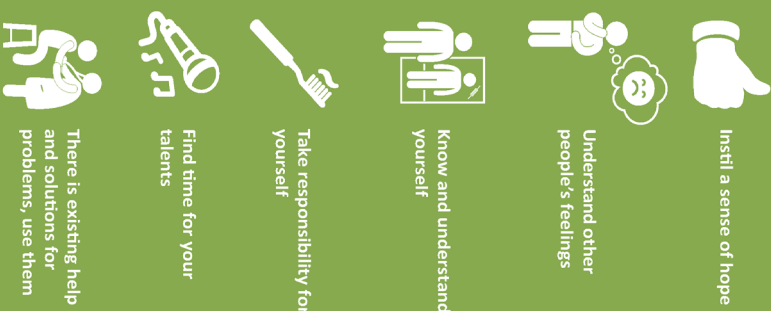 Instil a sense of hope
Understand other
people's feelings
Know and understand
yourself
Take responsibility for
yourself
Find time for your
talents
There is existing help
and solutions for
problems, use them